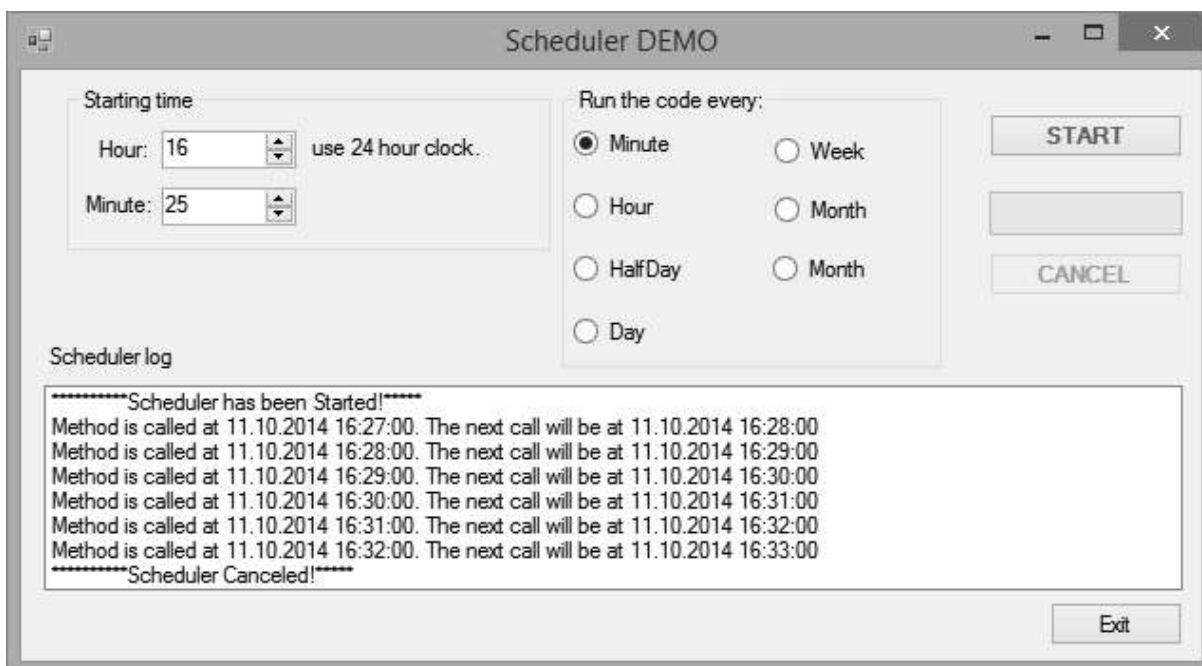 Scheduler DEMO
Starting time
Hour: 16 use 24 hour clock.
Minute: 25
Run the code every:
Minute
Hour
HalfDay
Day
Week
Month
Month
START
CANCEL
Scheduler log
**********Scheduler has been Started!*****
Method is called at 11.10.2014 16:27:00. The next call will be at 11.10.2014 16:28:00
Method is called at 11.10.2014 16:28:00. The next call will be at 11.10.2014 16:29:00
Method is called at 11.10.2014 16:29:00. The next call will be at 11.10.2014 16:30:00
Method is called at 11.10.2014 16:30:00. The next call will be at 11.10.2014 16:31:00
Method is called at 11.10.2014 16:31:00. The next call will be at 11.10.2014 16:32:00
Method is called at 11.10.2014 16:32:00. The next call will be at 11.10.2014 16:33:00
**********Scheduler Canceled!*****
Exit